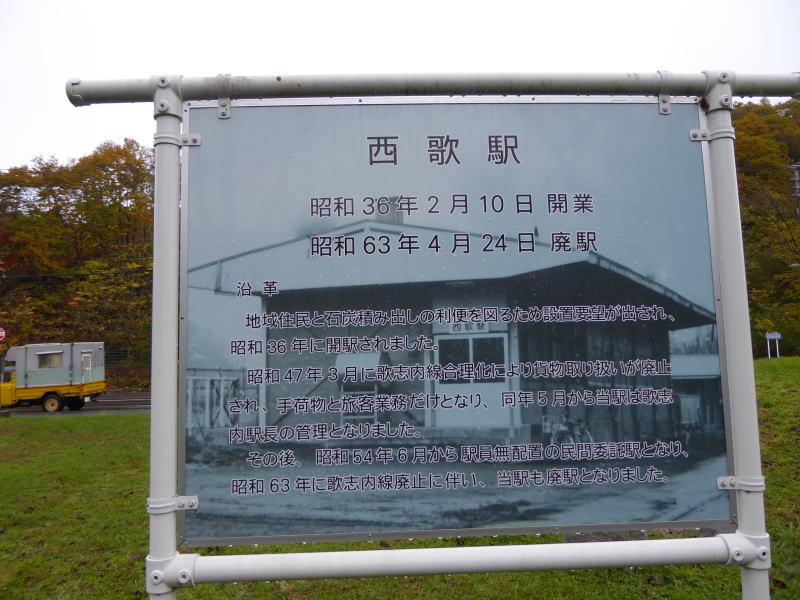 西歌駅
昭和36年2月10日 開業
昭和63年4月24日 廃駅
沿 革
地域住民と石炭積み出しの利便を図るため設置要望が出され、
昭和36年に開駅されました。
昭和47年3月に歌志内線合理化により貨物取り扱いが廃止
され、手荷物と旅客業務だけとなり、同年5月から当駅は歌志
内駅長の管理となりました。
その後、昭和54年6月から駅員無配置の民間委託駅となり、
昭和63年に歌志内線廃止に伴い、当駅も廃駅となりました。
西歌駅